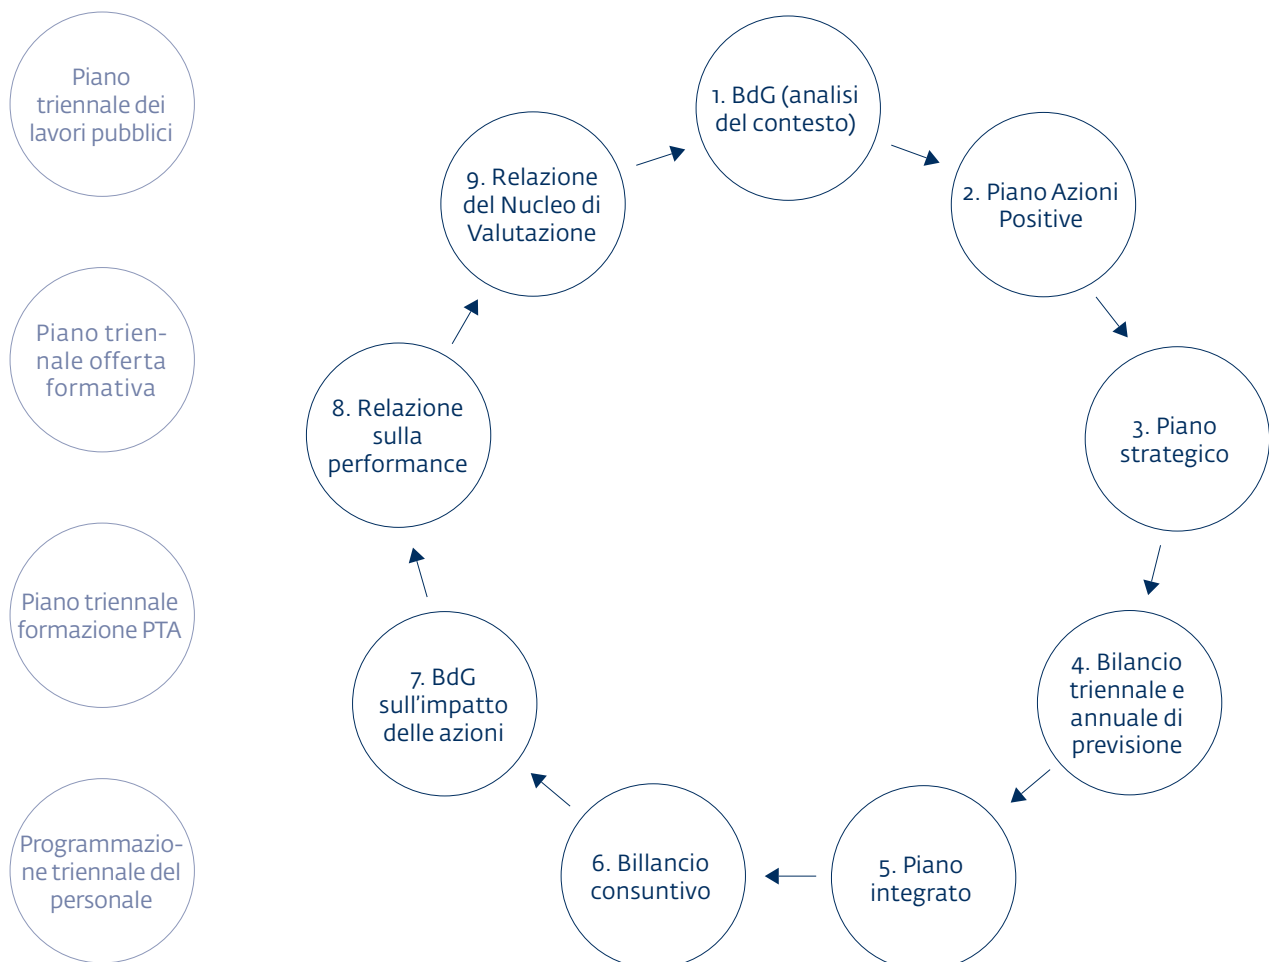 Piano
triennale dei
lavori pubblici
Piano trien-
nale offerta
formativa
Piano triennale
formazione PTA
Programmazio-
ne triennale del
personale
1. BdG (analisi
del contesto)
2. Piano Azioni
Positive
3. Piano
strategico
4. Bilancio
triennale e
annuale di
previsione
5. Piano
integrato
6. Billancio
consuntivo
7. BdG
sull'impatto
delle azioni
8. Relazione
sulla
performance
9. Relazione
del Nucleo di
Valutazione